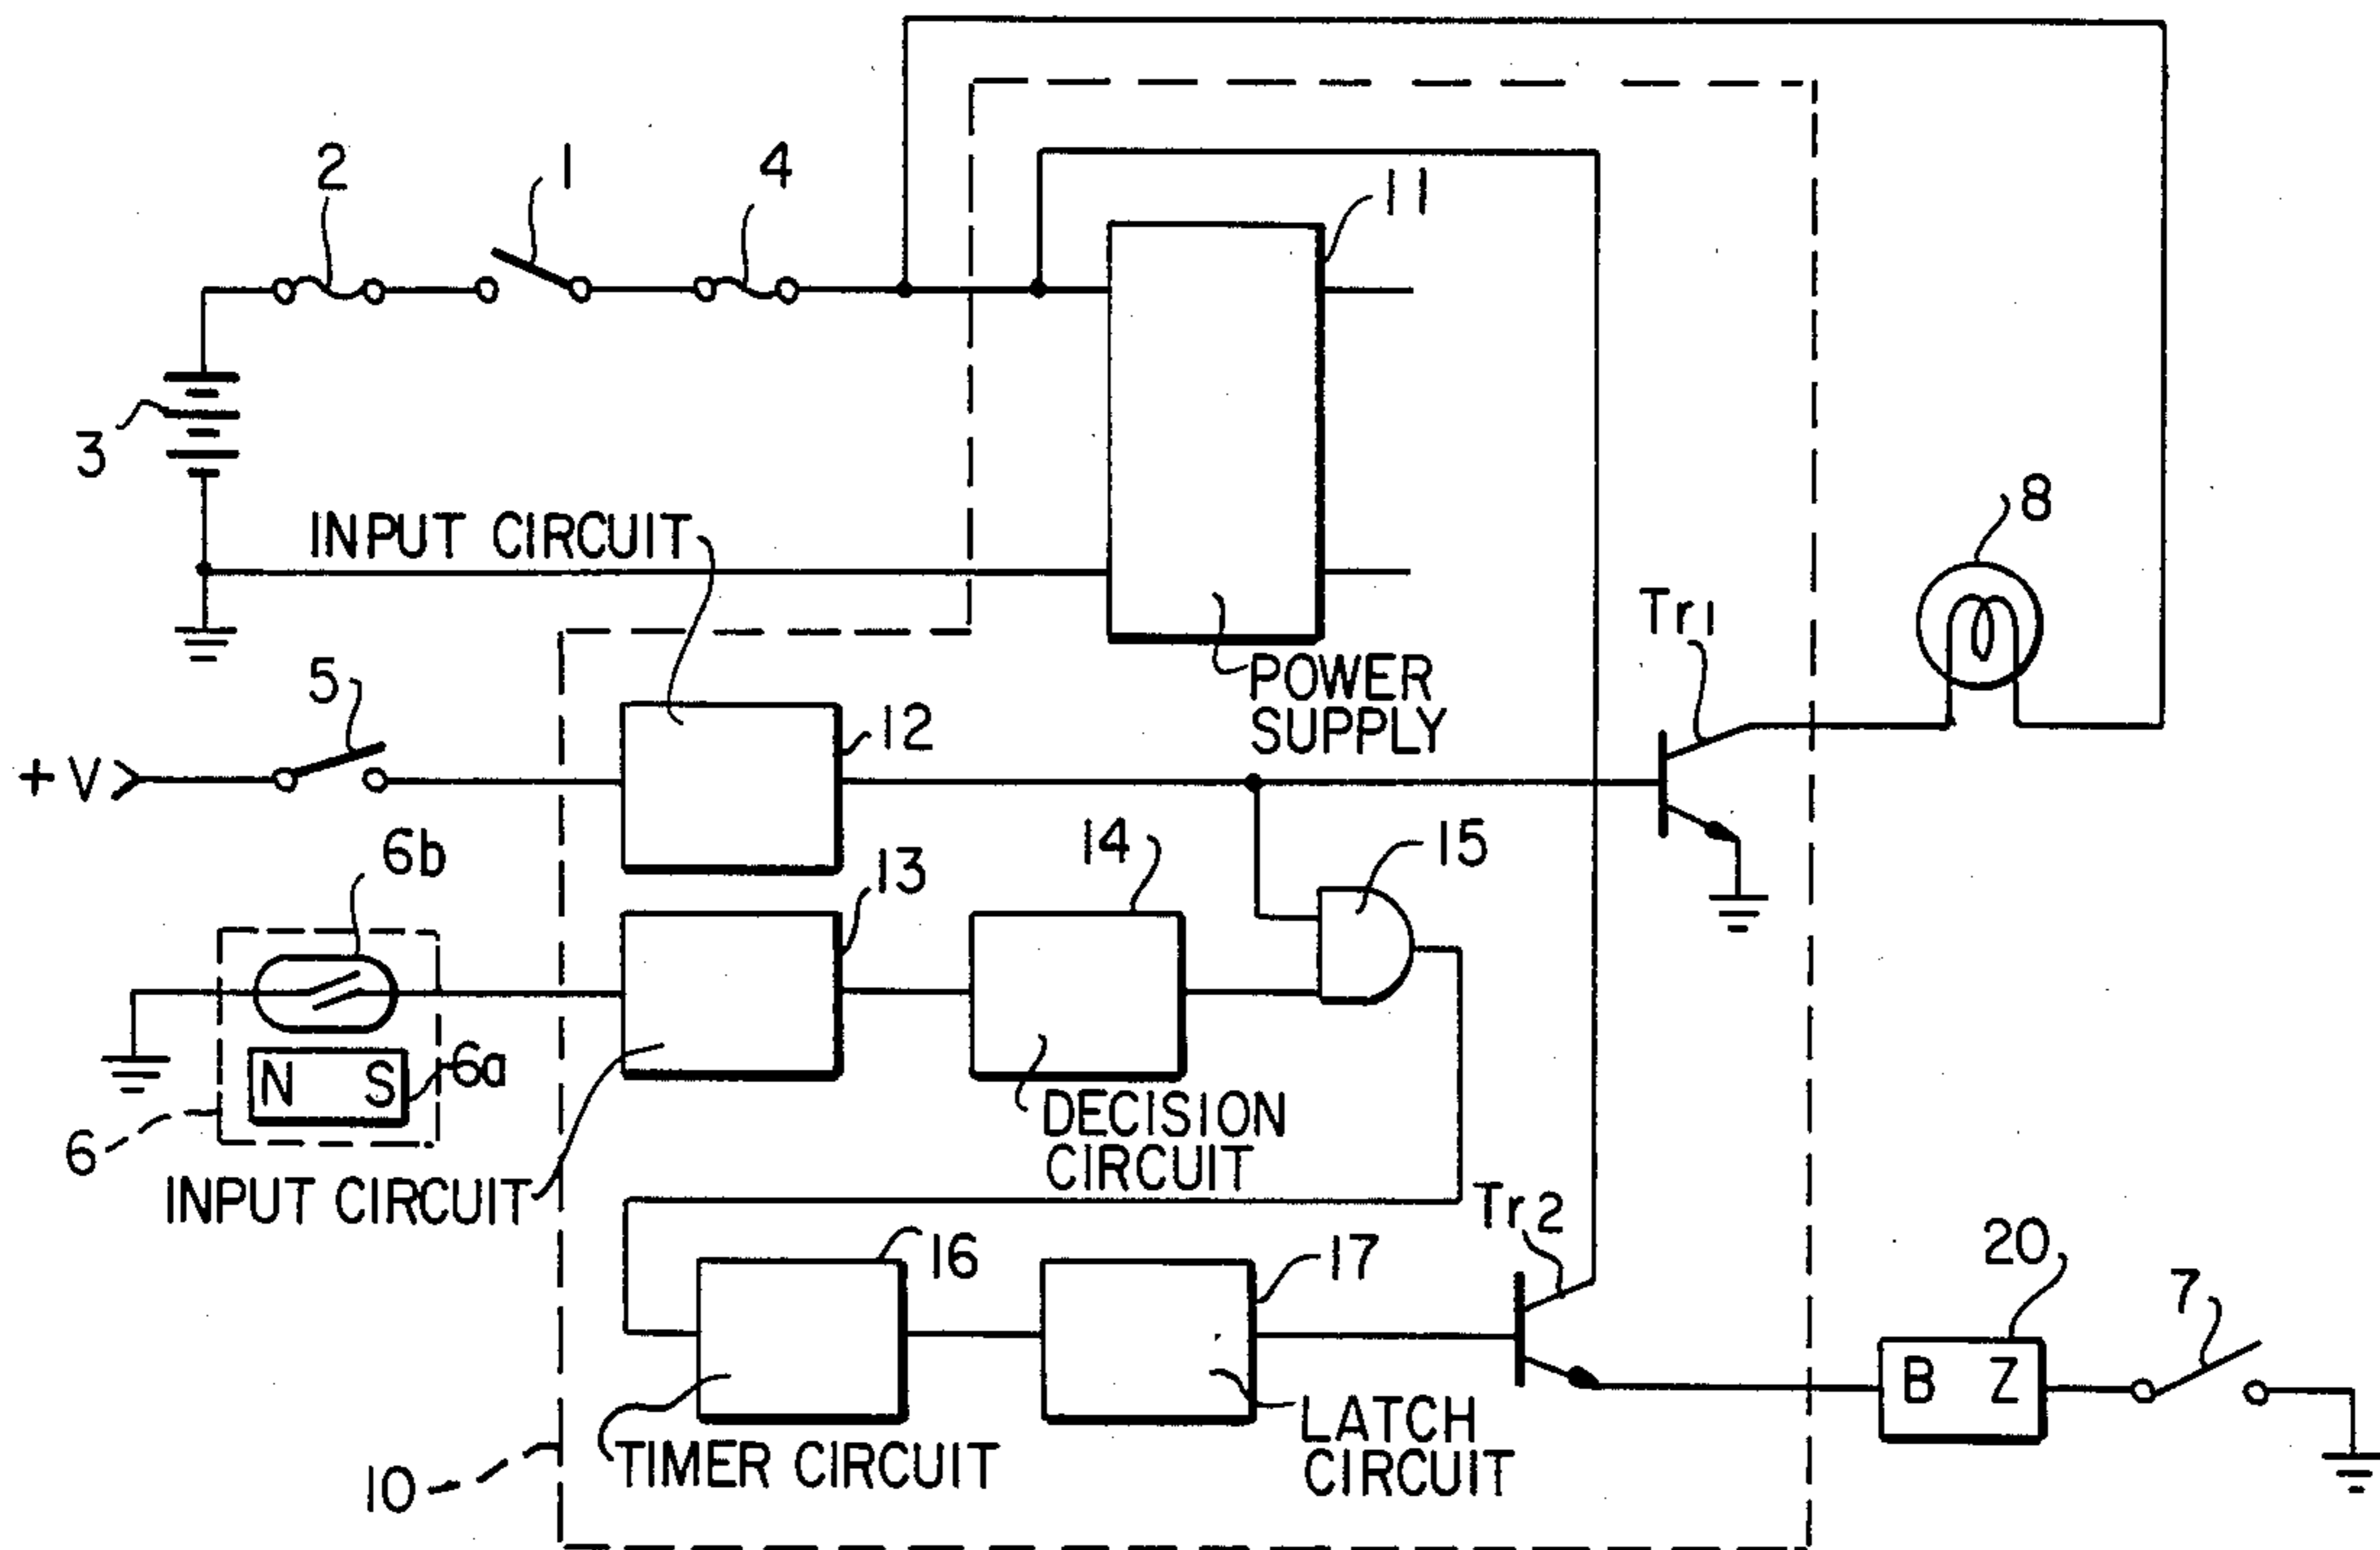 2
1
4
11
3
INPUT CIRCUIT
8
Tr1
POWER
SUPPLY
5
12
+V
6b
13
14
15
N S
6a
6
DECISION
CIRCUIT
INPUT CIRCUIT
Tr2
16
17
20
7
B Z
LATCH
CIRCUIT
TIMER CIRCUIT
10